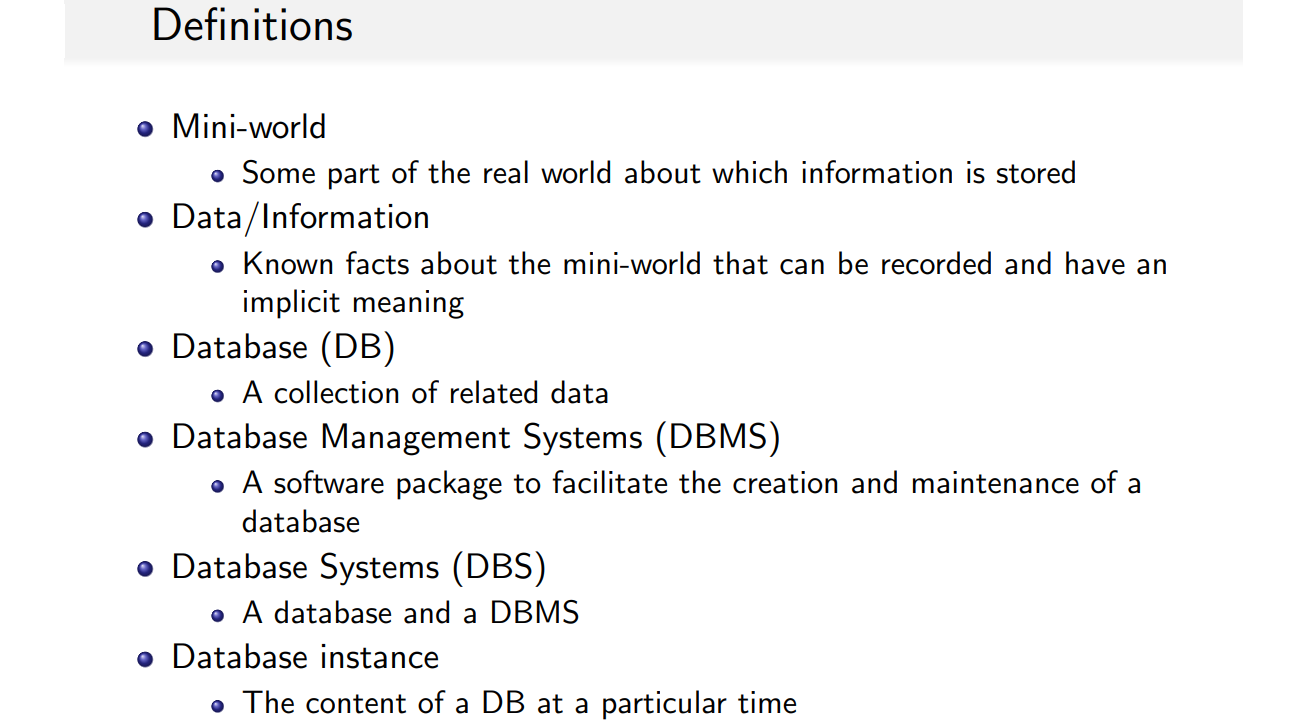 Definitions
Mini-world
Some part of the real world about which information is stored
Data/Information
Known facts about the mini-world that can be recorded and have an
implicit meaning
Database (DB)
A collection of related data
Database Management Systems (DBMS)
A software package to facilitate the creation and maintenance of a
database
Database Systems (DBS)
A database and a DBMS
Database instance
The content of a DB at a particular time